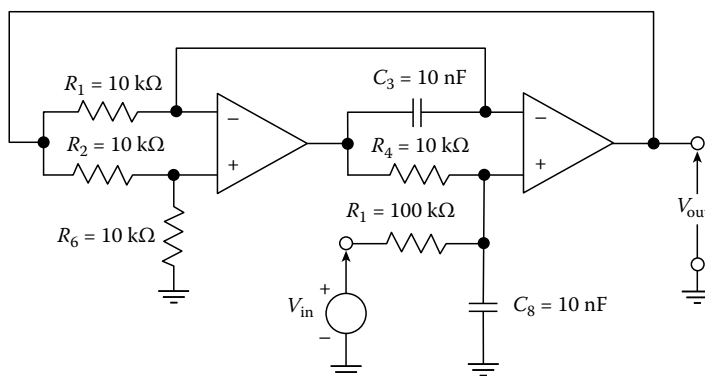 R1 = 10 kΩ
C3 = 10 nF
R2 = 10 kΩ
R4 = 10 kΩ
R6 = 10 kΩ
R1 = 100 kΩ
Vin
C8 = 10 nF
Vout
−
+
−
+
+
−